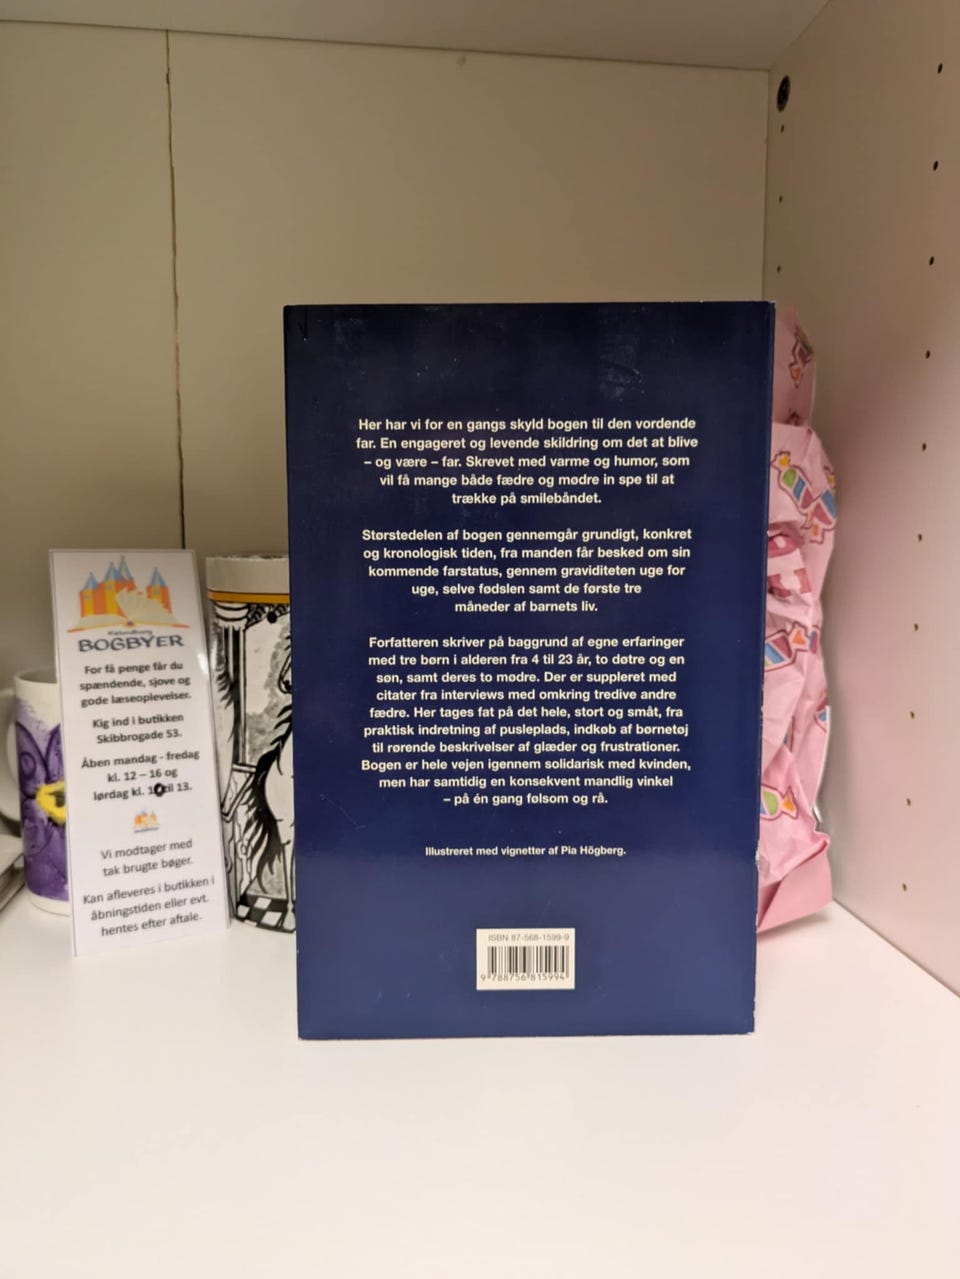 Kalundborg
BOGBYER
For få penge får du
spændende, sjove og
gode læseoplevelser.
Kig ind i butikken
Skibbrogade 53.
Åben mandag - fredag
kl. 12 – 16 og
lørdag kl. 10 til 13.
Vi modtager med
tak brugte bøger.
Kan afleveres i butikken i
åbningstiden eller evt.
hentes efter aftale.
Her har vi for en gangs skyld bogen til den vordende
far. En engageret og levende skildring om det at blive
– og være – far. Skrevet med varme og humor, som
vil få mange både fædre og mødre in spe til at
trække på smilebåndet.
Størstedelen af bogen gennemgår grundigt, konkret
og kronologisk tiden, fra manden får besked om sin
kommende farstatus, gennem graviditeten uge for
uge, selve fødslen samt de første tre
måneder af barnets liv.
Forfatteren skriver på baggrund af egne erfaringer
med tre børn i alderen fra 4 til 23 år, to døtre og en
søn, samt deres to mødre. Der er suppleret med
citater fra interviews med omkring tredive andre
fædre. Her tages fat på det hele, stort og småt, fra
praktisk indretning af pusleplads, indkøb af børnetøj
til rørende beskrivelser af glæder og frustrationer.
Bogen er hele vejen igennem solidarisk med kvinden,
men har samtidig en konsekvent mandlig vinkel
– på én gang følsom og rå.
Illustreret med vignetter af Pia Högberg.
ISBN 87-568-1599-9
9 788756 815994